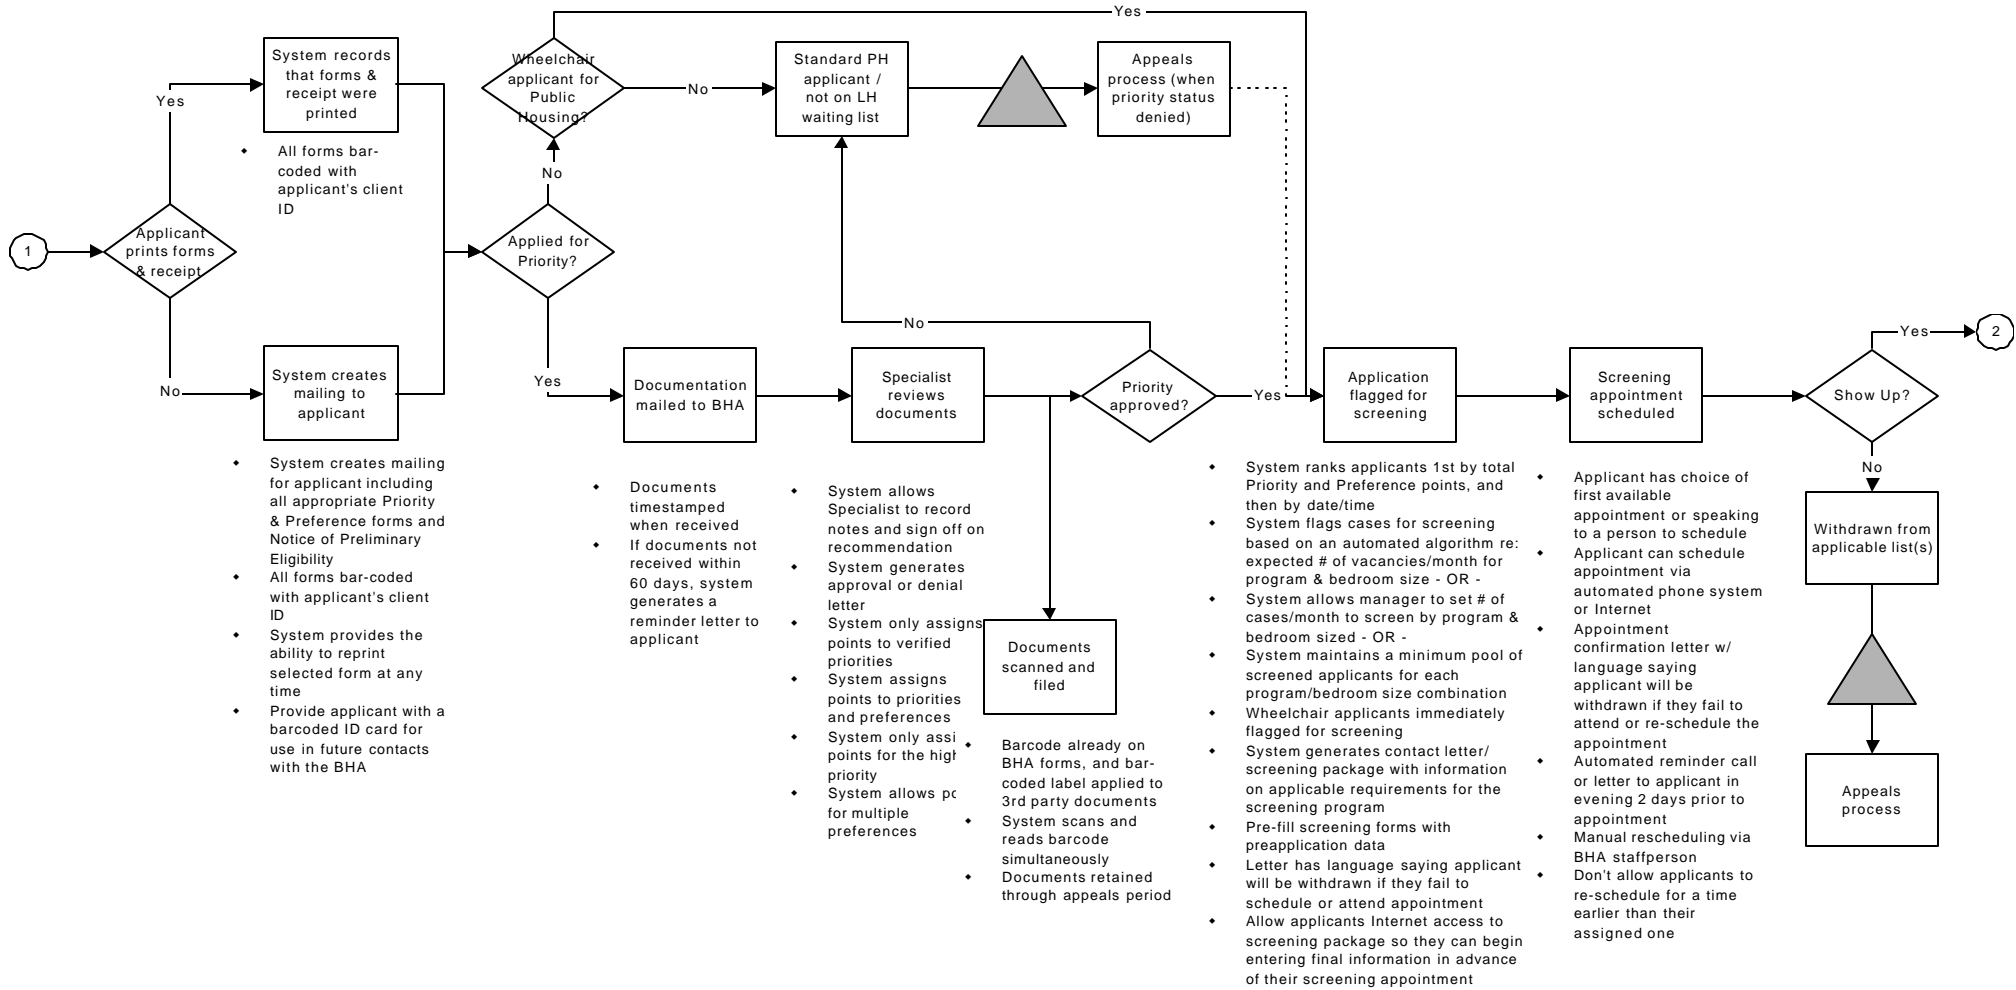 Yes
System records
that forms &
receipt were
printed
Yes
• All forms bar-
coded with
applicant's client
ID
1
Applicant
prints forms
& receipt
No
System creates
mailing to
applicant
• System creates mailing
for applicant including
all appropriate Priority
& Preference forms and
Notice of Preliminary
Eligibility
• All forms bar-coded
with applicant's client
ID
• System provides the
ability to reprint
selected form at any
time
• Provide applicant with a
barcoded ID card for
use in future contacts
with the BHA
Wheelchair
applicant for
Public
Housing?
No
Standard PH
applicant /
not on LH
waiting list
Appeals
process (when
priority status
denied)
No
Applied for
Priority?
Yes
Documentation
mailed to BHA
• Documents
timestamped
when received
• If documents not
received within
60 days, system
generates a
reminder letter to
applicant
Specialist
reviews
documents
• System allows
Specialist to record
notes and sign off on
recommendation
• System generates
approval or denial
letter
• System only assigns
points to verified
priorities
• System assigns
points to priorities
and preferences
• System only assi
points for the high
priority
• System allows po
for multiple
preferences
No
Priority
approved?
Yes
Documents
scanned and
filed
• Barcode already on
BHA forms, and bar-
coded label applied to
3rd party documents
• System scans and
reads barcode
simultaneously
• Documents retained
through appeals period
Application
flagged for
screening
• System ranks applicants 1st by total
Priority and Preference points, and
then by date/time
• System flags cases for screening
based on an automated algorithm re:
expected # of vacancies/month for
program & bedroom size - OR -
• System allows manager to set # of
cases/month to screen by program &
bedroom sized - OR -
• System maintains a minimum pool of
screened applicants for each
program/bedroom size combination
• Wheelchair applicants immediately
flagged for screening
• System generates contact letter/
screening package with information
on applicable requirements for the
screening program
• Pre-fill screening forms with
preapplication data
• Letter has language saying applicant
will be withdrawn if they fail to
schedule or attend appointment
• Allow applicants Internet access to
screening package so they can begin
entering final information in advance
of their screening appointment
Screening
appointment
scheduled
• Applicant has choice of
first available
appointment or speaking
to a person to schedule
• Applicant can schedule
appointment via
automated phone system
or Internet
• Appointment
confirmation letter w/
language saying
applicant will be
withdrawn if they fail to
attend or re-schedule the
appointment
• Automated reminder call
or letter to applicant in
evening 2 days prior to
appointment
• Manual rescheduling via
BHA staffperson
• Don't allow applicants to
re-schedule for a time
earlier than their
assigned one
Show Up?
Yes
2
No
Withdrawn from
applicable list(s)
Appeals
process